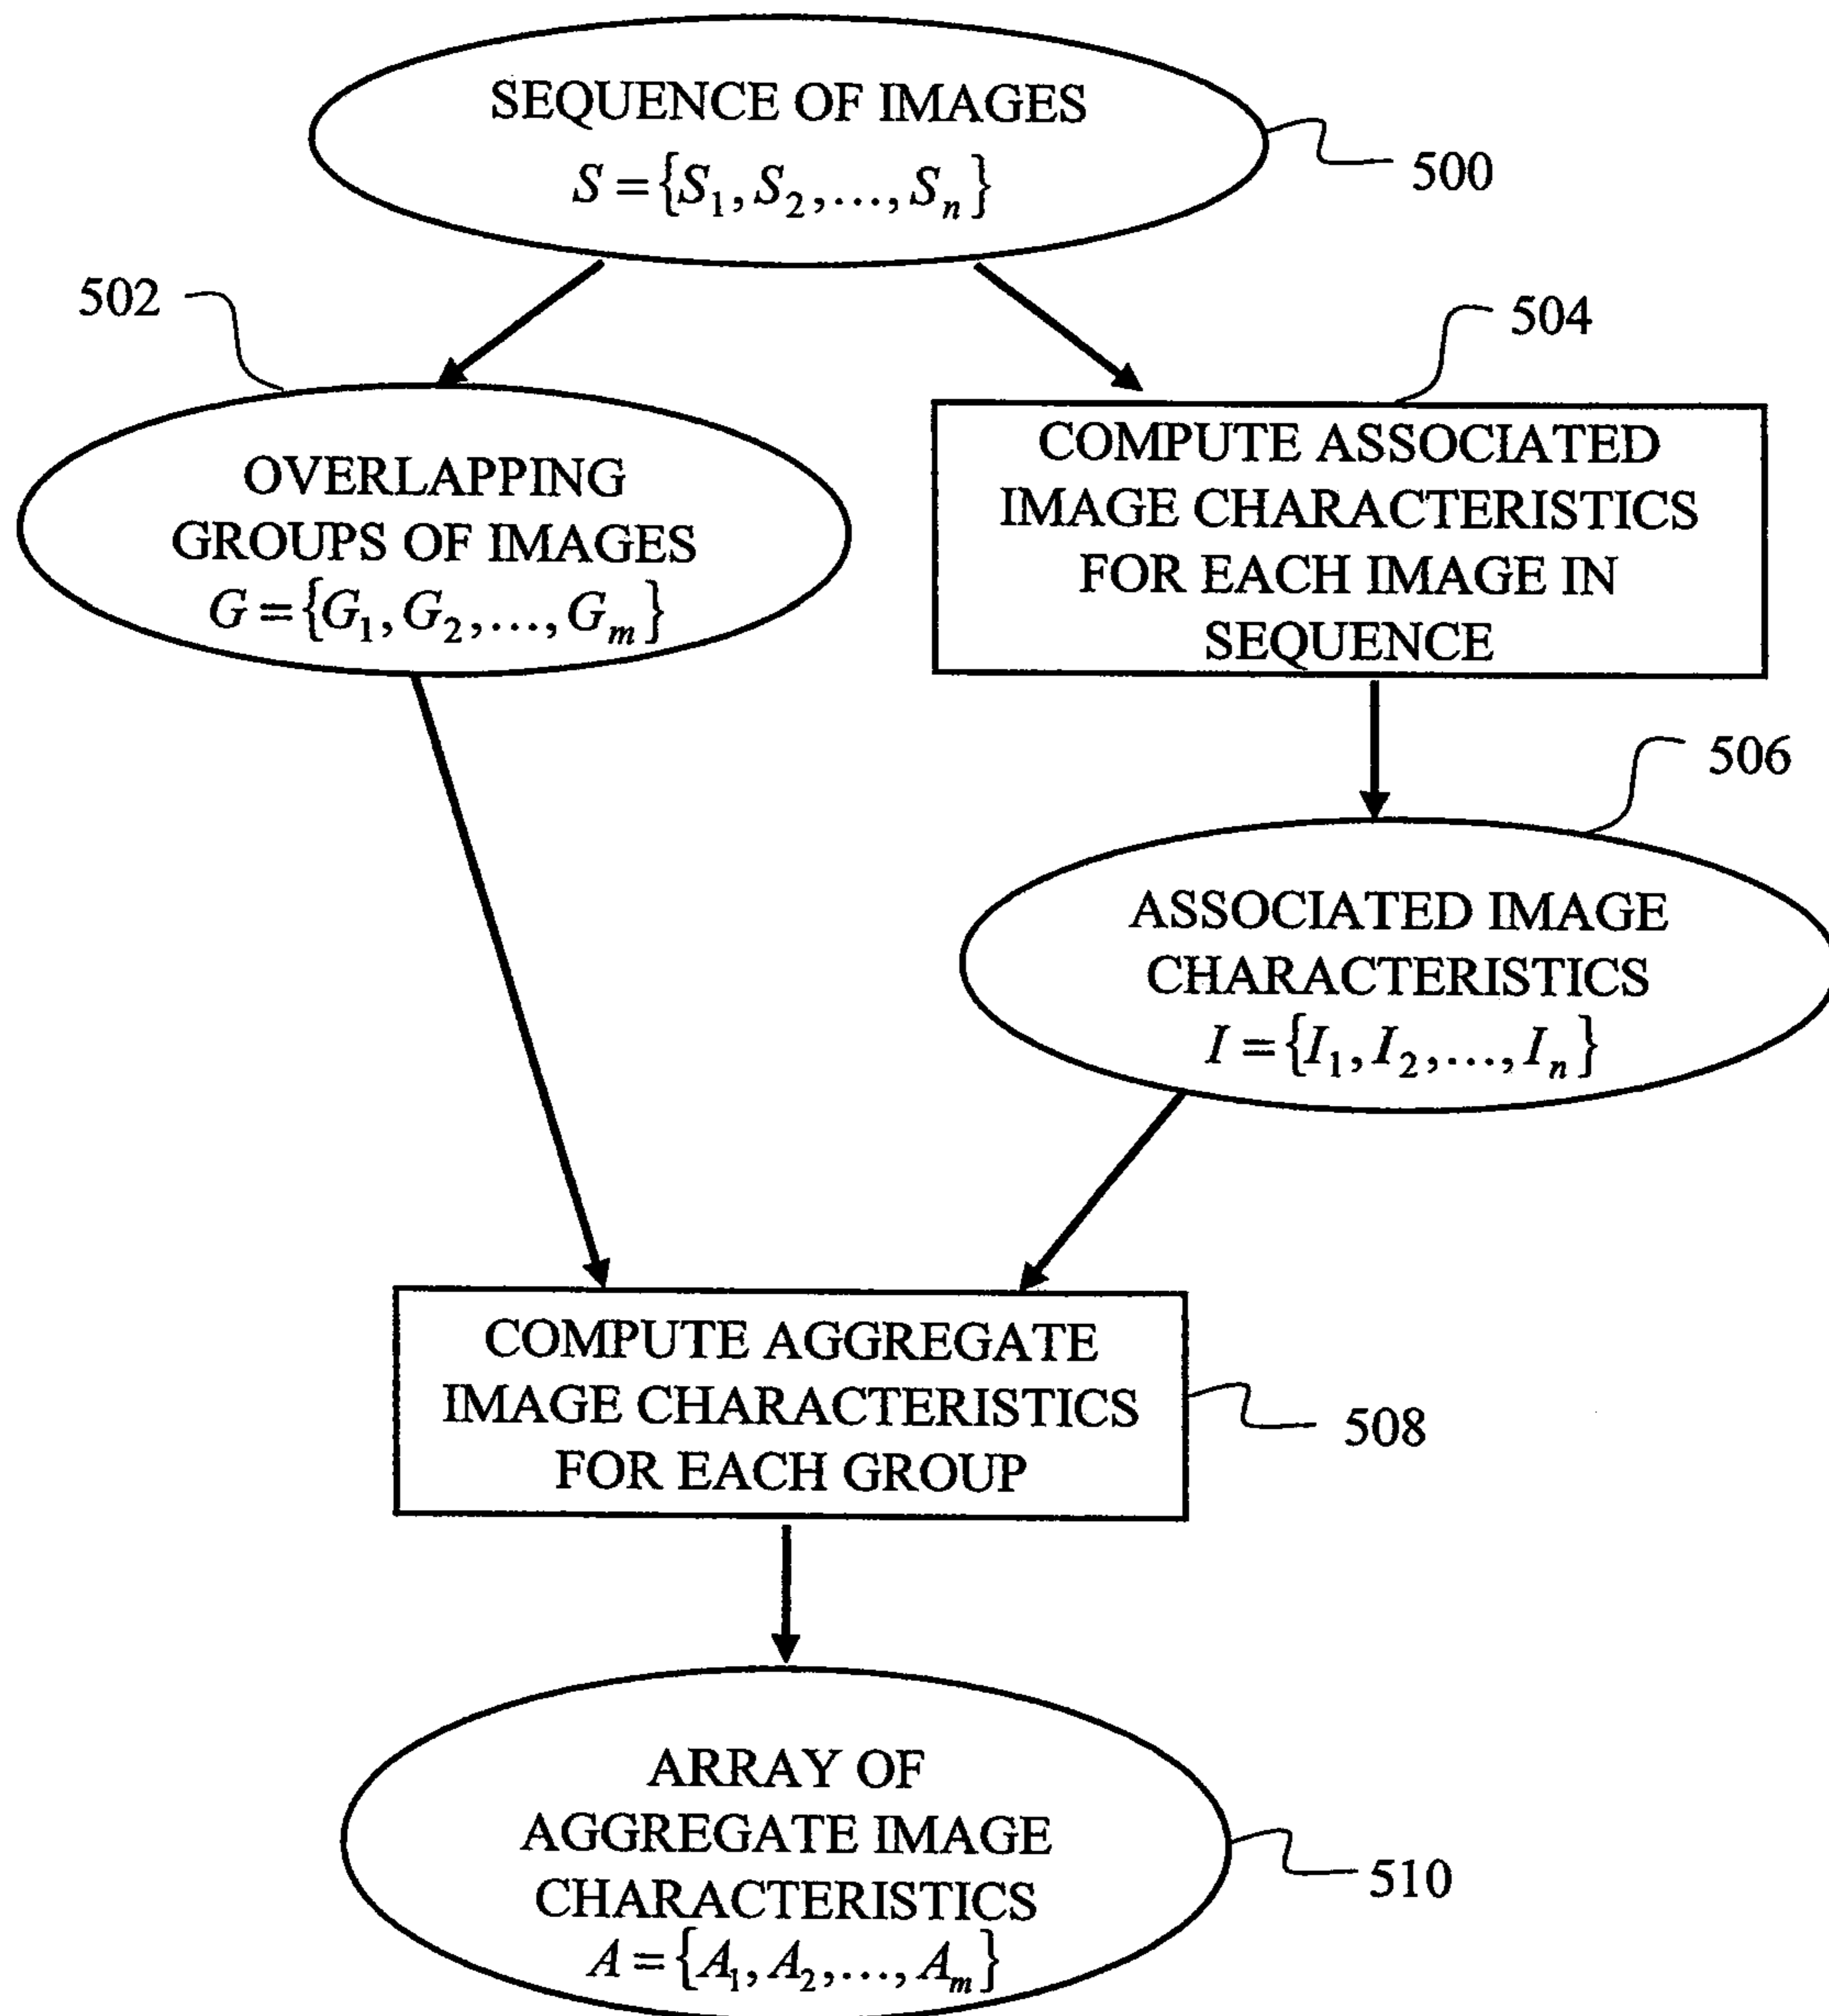 SEQUENCE OF IMAGES
S = {S₁, S₂, ..., Sₙ}
500
502
504
OVERLAPPING
GROUPS OF IMAGES
G = {G₁, G₂, ..., Gₘ}
COMPUTE ASSOCIATED
IMAGE CHARACTERISTICS
FOR EACH IMAGE IN
SEQUENCE
506
ASSOCIATED IMAGE
CHARACTERISTICS
I = {I₁, I₂, ..., Iₙ}
COMPUTE AGGREGATE
IMAGE CHARACTERISTICS
FOR EACH GROUP
508
ARRAY OF
AGGREGATE IMAGE
CHARACTERISTICS
A = {A₁, A₂, ..., Aₘ}
510